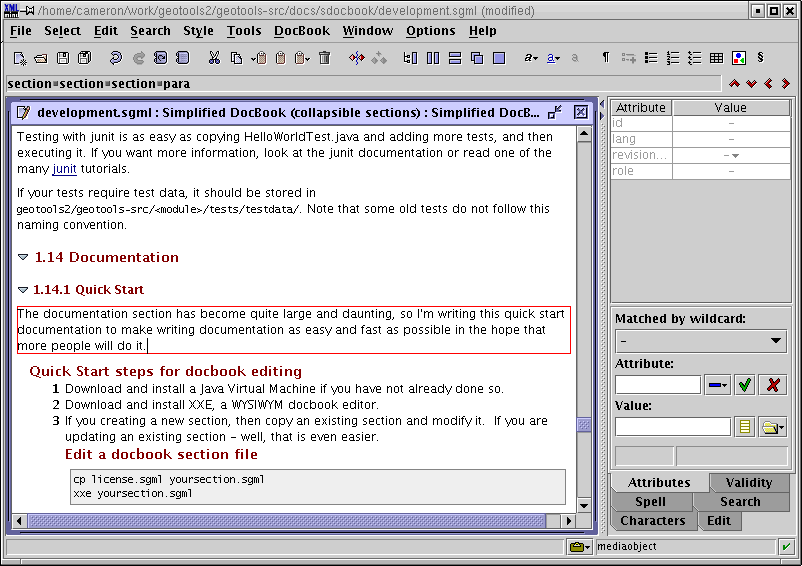 XML /home/cameron/work/geotools2/geotools-src/docs/sdocbook/development.sgml (modified)
File Select Edit Search Style Tools DocBook Window Options Help
a a a ¶ §
section=section=section=para
development.sgml : Simplified DocBook (collapsible sections) : Simplified DocB...
Testing with junit is as easy as copying HelloWorldTest.java and adding more tests, and then
executing it. If you want more information, look at the junit documentation or read one of the
many junit tutorials.
If your tests require test data, it should be stored in
geotools2/geotools-src/<module>/tests/testdata/. Note that some old tests do not follow this
naming convention.
1.14 Documentation
1.14.1 Quick Start
The documentation section has become quite large and daunting, so I'm writing this quick start
documentation to make writing documentation as easy and fast as possible in the hope that
more people will do it.
Quick Start steps for docbook editing
1 Download and install a Java Virtual Machine if you have not already done so.
2 Download and install XXE, a WYSIWYM docbook editor.
3 If you creating a new section, then copy an existing section and modify it. If you are
updating an existing section - well, that is even easier.
Edit a docbook section file
cp license.sgml yoursection.sgml
xxe yoursection.sgml
Attribute Value
id -
lang -
revision... -
role -
Matched by wildcard:
-
Attribute:
Value:
Attributes Validity
Spell Search
Characters Edit
mediaobject